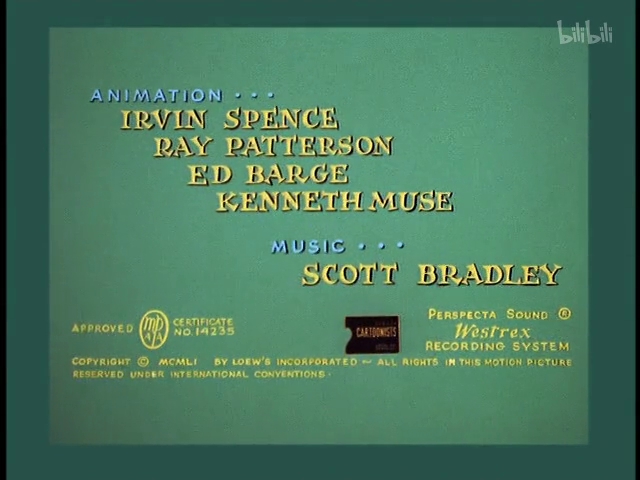 bilibili
ANIMATION · · ·
IRVIN SPENCE
RAY PATTERSON
ED BARGE
KENNETH MUSE
MUSIC · · ·
SCOTT BRADLEY
APPROVED
MPAA
CERTIFICATE
NO. 14235
CARTOONISTS
PERSPECTA SOUND ®
Westrex
RECORDING SYSTEM
COPYRIGHT © MCMLI BY LOEW'S INCORPORATED ~ ALL RIGHTS IN THIS MOTION PICTURE
RESERVED UNDER INTERNATIONAL CONVENTIONS.